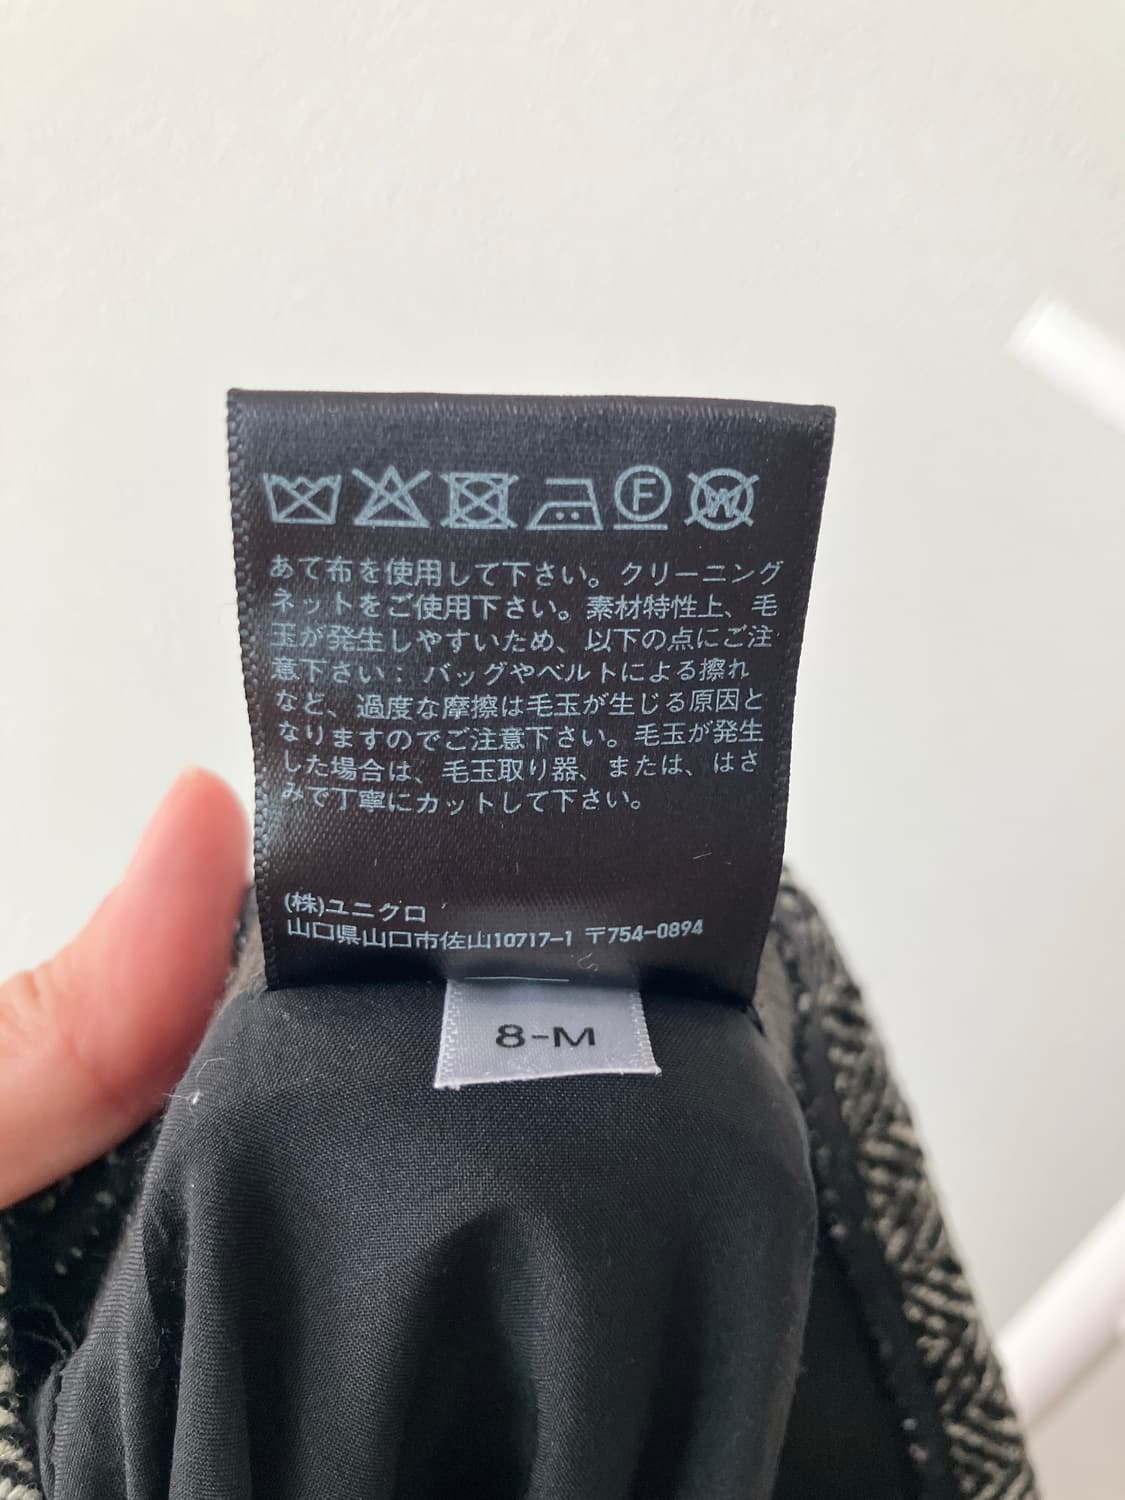 F W
あて布を使用して下さい。クリーニング
ネットをご使用下さい。素材特性上、毛
玉が発生しやすいため、以下の点にご注
意下さい：バッグやベルトによる擦れ
など、過度な摩擦は毛玉が生じる原因と
なりますのでご注意下さい。毛玉が発生
した場合は、毛玉取り器、または、はさ
みで丁寧にカットして下さい。
(株)ユニクロ
山口県山口市佐山10717-1 〒754-0894
8-M